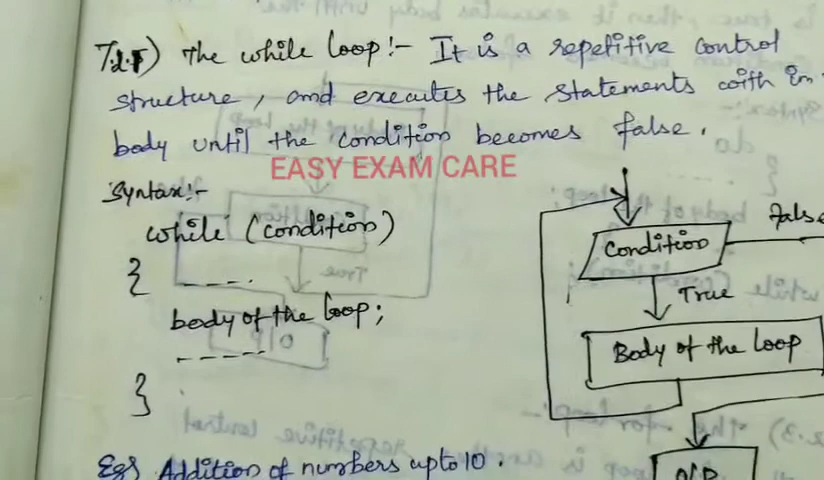 The while loop:- It is a repetitive control
structure, and executes the statements with in
body until the condition becomes false.
EASY EXAM CARE
Syntax:-
while (condition)
{ ----.
body of the loop;
------
}
Condition
False
True
Body of the loop
O/P
Eg:- Addition of numbers upto 10.